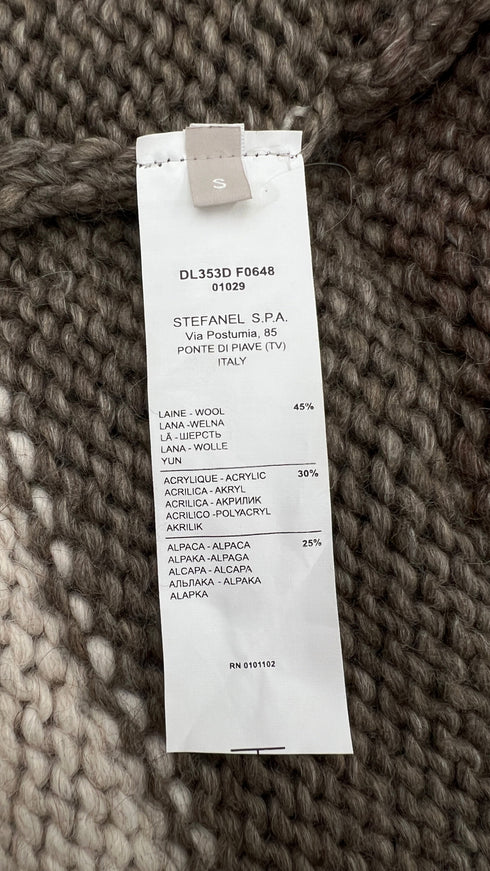 S
DL353D F0648
01029
STEFANEL S.P.A.
Via Postumia, 85
PONTE DI PIAVE (TV)
ITALY
LAINE - WOOL 45%
LANA -WELNA
LÃ - ШЕРСТЬ
LANA - WOLLE
YUN
ACRYLIQUE - ACRYLIC 30%
ACRILICA - AKRYL
ACRILICA - АКРИЛИК
ACRILICO -POLYACRYL
AKRILIK
ALPACA - ALPACA 25%
ALPAKA - ALPAGA
ALCAPA - ALCAPA
АЛЬПАКА - ALPAKA
ALAPKA
RN 0101102